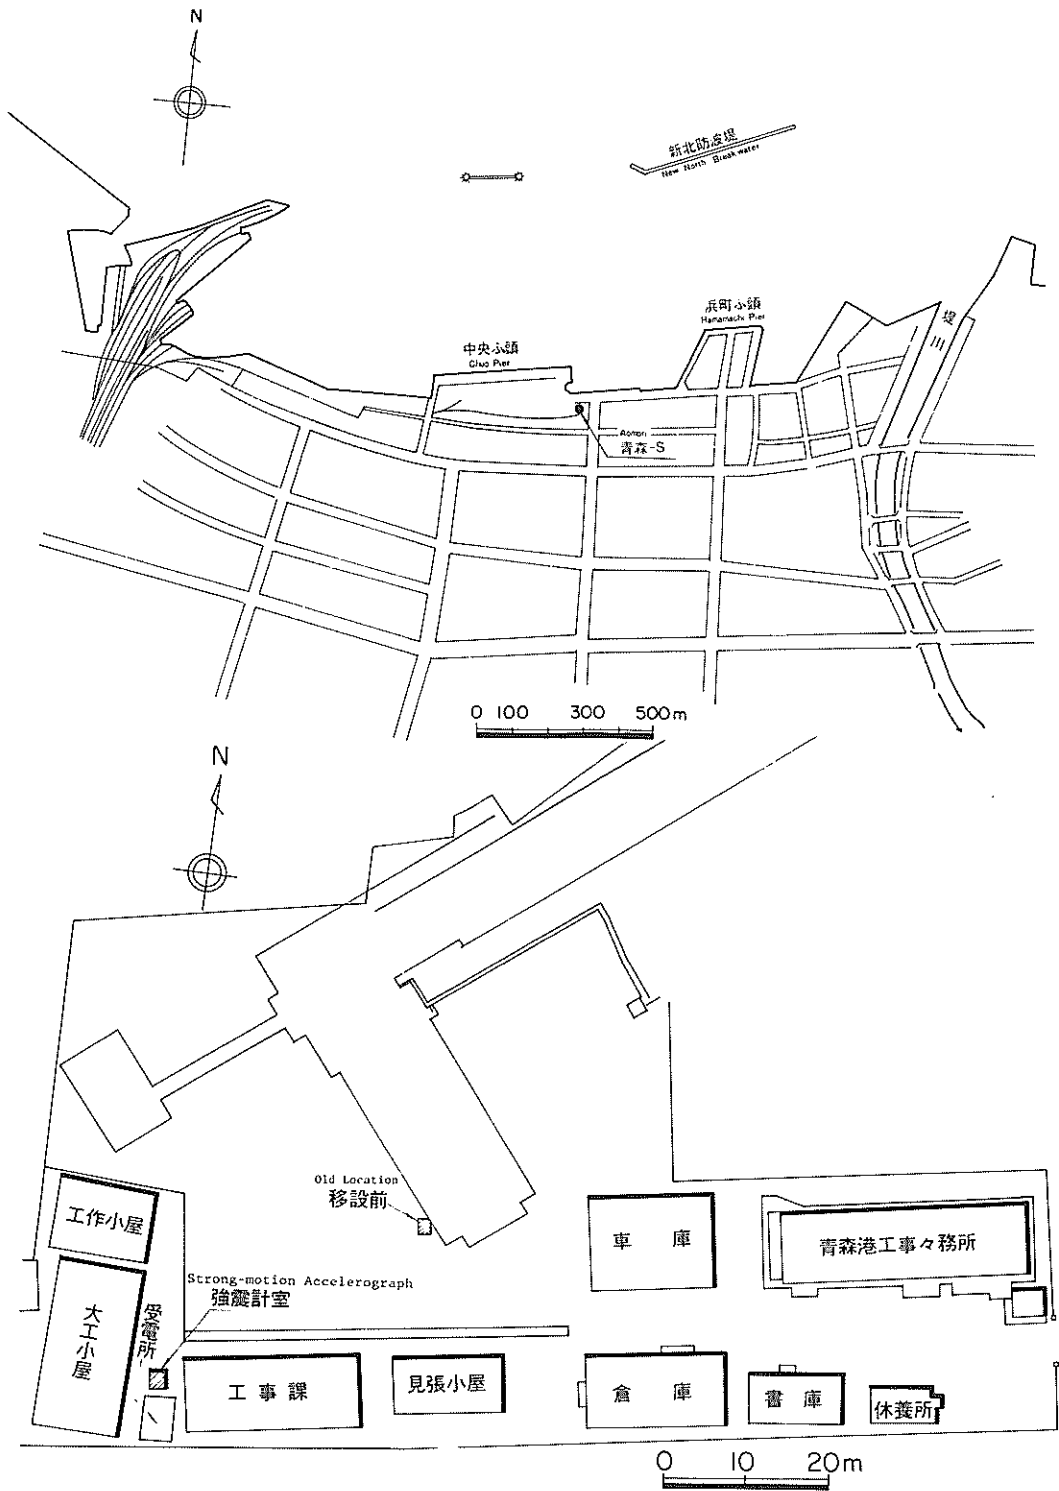 N
新北防波堤
New North Breakwater
浜町ふ頭
Hamamachi Pier
堤川
中央ふ頭
Chuo Pier
Aomori
青森-S
0 100 300 500m
N
Old Location
移設前
工作小屋
車庫
青森港工事々務所
Strong-motion Accelerograph
強震計室
大工小屋
受電所
工事課
見張小屋
倉庫
書庫
休養所
0 10 20m